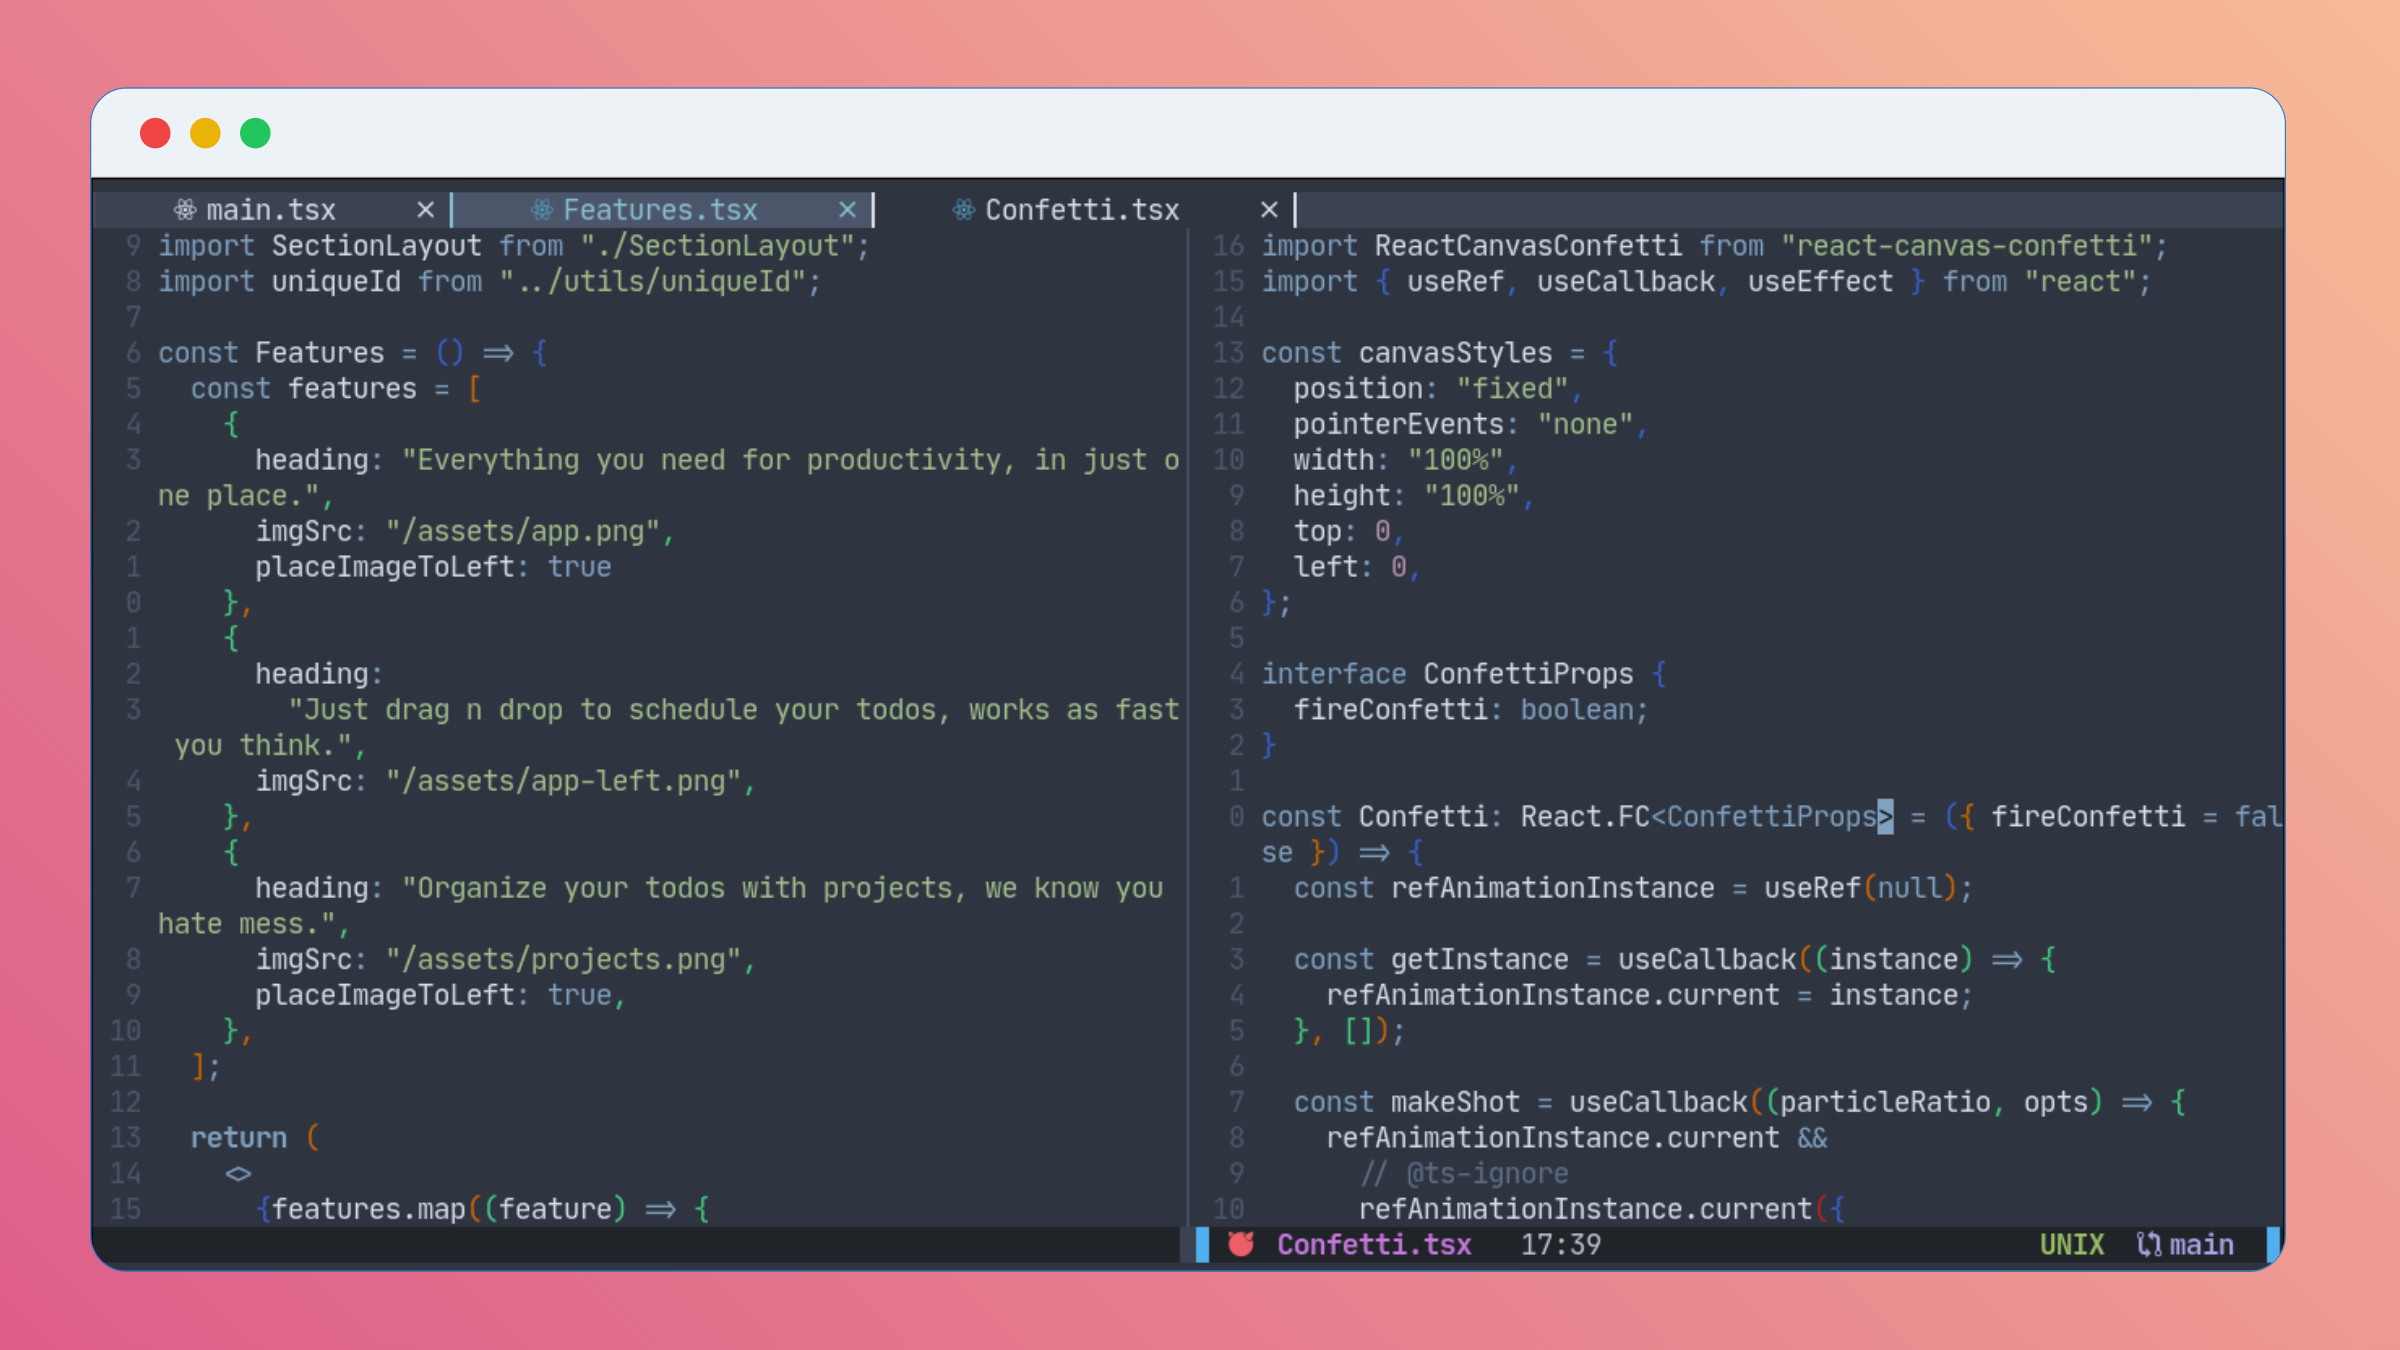 main.tsx × Features.tsx × Confetti.tsx ×
9 import SectionLayout from "./SectionLayout";
8 import uniqueId from "../utils/uniqueId";
7
6 const Features = () => {
5   const features = [
4     {
3       heading: "Everything you need for productivity, in just o
ne place.",
2       imgSrc: "/assets/app.png",
1       placeImageToLeft: true
0     },
1     {
2       heading:
3         "Just drag n drop to schedule your todos, works as fast
 you think.",
4       imgSrc: "/assets/app-left.png",
5     },
6     {
7       heading: "Organize your todos with projects, we know you
hate mess.",
8       imgSrc: "/assets/projects.png",
9       placeImageToLeft: true,
10     },
11   ];
12
13   return (
14     <>
15       {features.map((feature) => {
16 import ReactCanvasConfetti from "react-canvas-confetti";
15 import { useRef, useCallback, useEffect } from "react";
14
13 const canvasStyles = {
12   position: "fixed",
11   pointerEvents: "none",
10   width: "100%",
9   height: "100%",
8   top: 0,
7   left: 0,
6 };
5
4 interface ConfettiProps {
3   fireConfetti: boolean;
2 }
1
0 const Confetti: React.FC<ConfettiProps> = ({ fireConfetti = fal
se }) => {
1   const refAnimationInstance = useRef(null);
2
3   const getInstance = useCallback((instance) => {
4     refAnimationInstance.current = instance;
5   }, []);
6
7   const makeShot = useCallback((particleRatio, opts) => {
8     refAnimationInstance.current &&
9       // @ts-ignore
10       refAnimationInstance.current({
Confetti.tsx 17:39 UNIX main